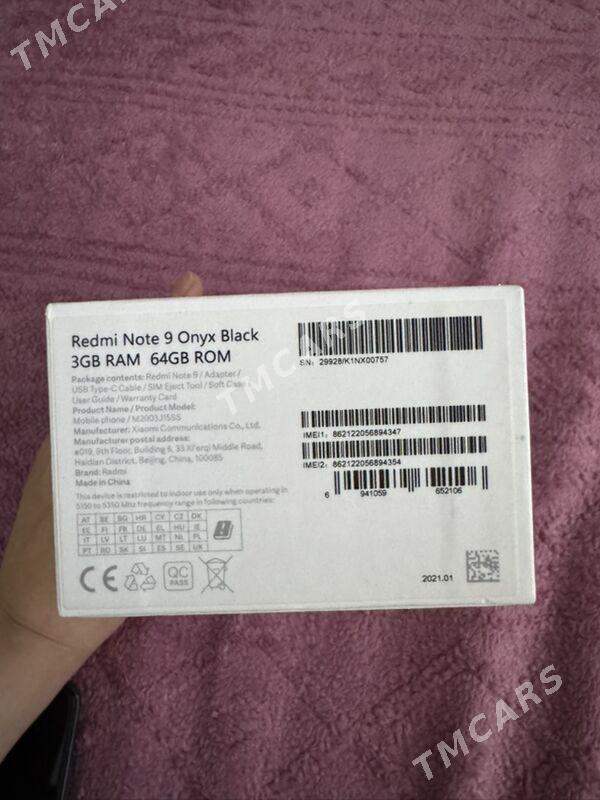 TMCARS
Redmi Note 9 Onyx Black
3GB RAM 64GB ROM
Package contents: Redmi Note 9 / Adapter /
USB Type-C Cable / SIM Eject Tool / Soft Case /
User Guide / Warranty Card
Product Name / Product Model:
Mobile phone / M2003J15SS
Manufacturer: Xiaomi Communications Co., Ltd.
Manufacturer postal address:
#019, 9th Floor, Building 6, 33 Xi'erqi Middle Road,
Haidian District, Beijing, China, 100085
Brand: Redmi
Made in China
This device is restricted to indoor use only when operating in
5150 to 5350 Mhz frequency range in following countries:
AT BE BG HR CY CZ DK
EE FI FR DE EL HU IE
IT LV LT LU MT NL PL
PT RO SK SI ES SE UK
CE
QC
PASS
SN: 29928/K1NX00757
IMEI1: 862122056894347
IMEI2: 862122056894354
6 941059 652106
2021.01
TMCARS
TMCARS